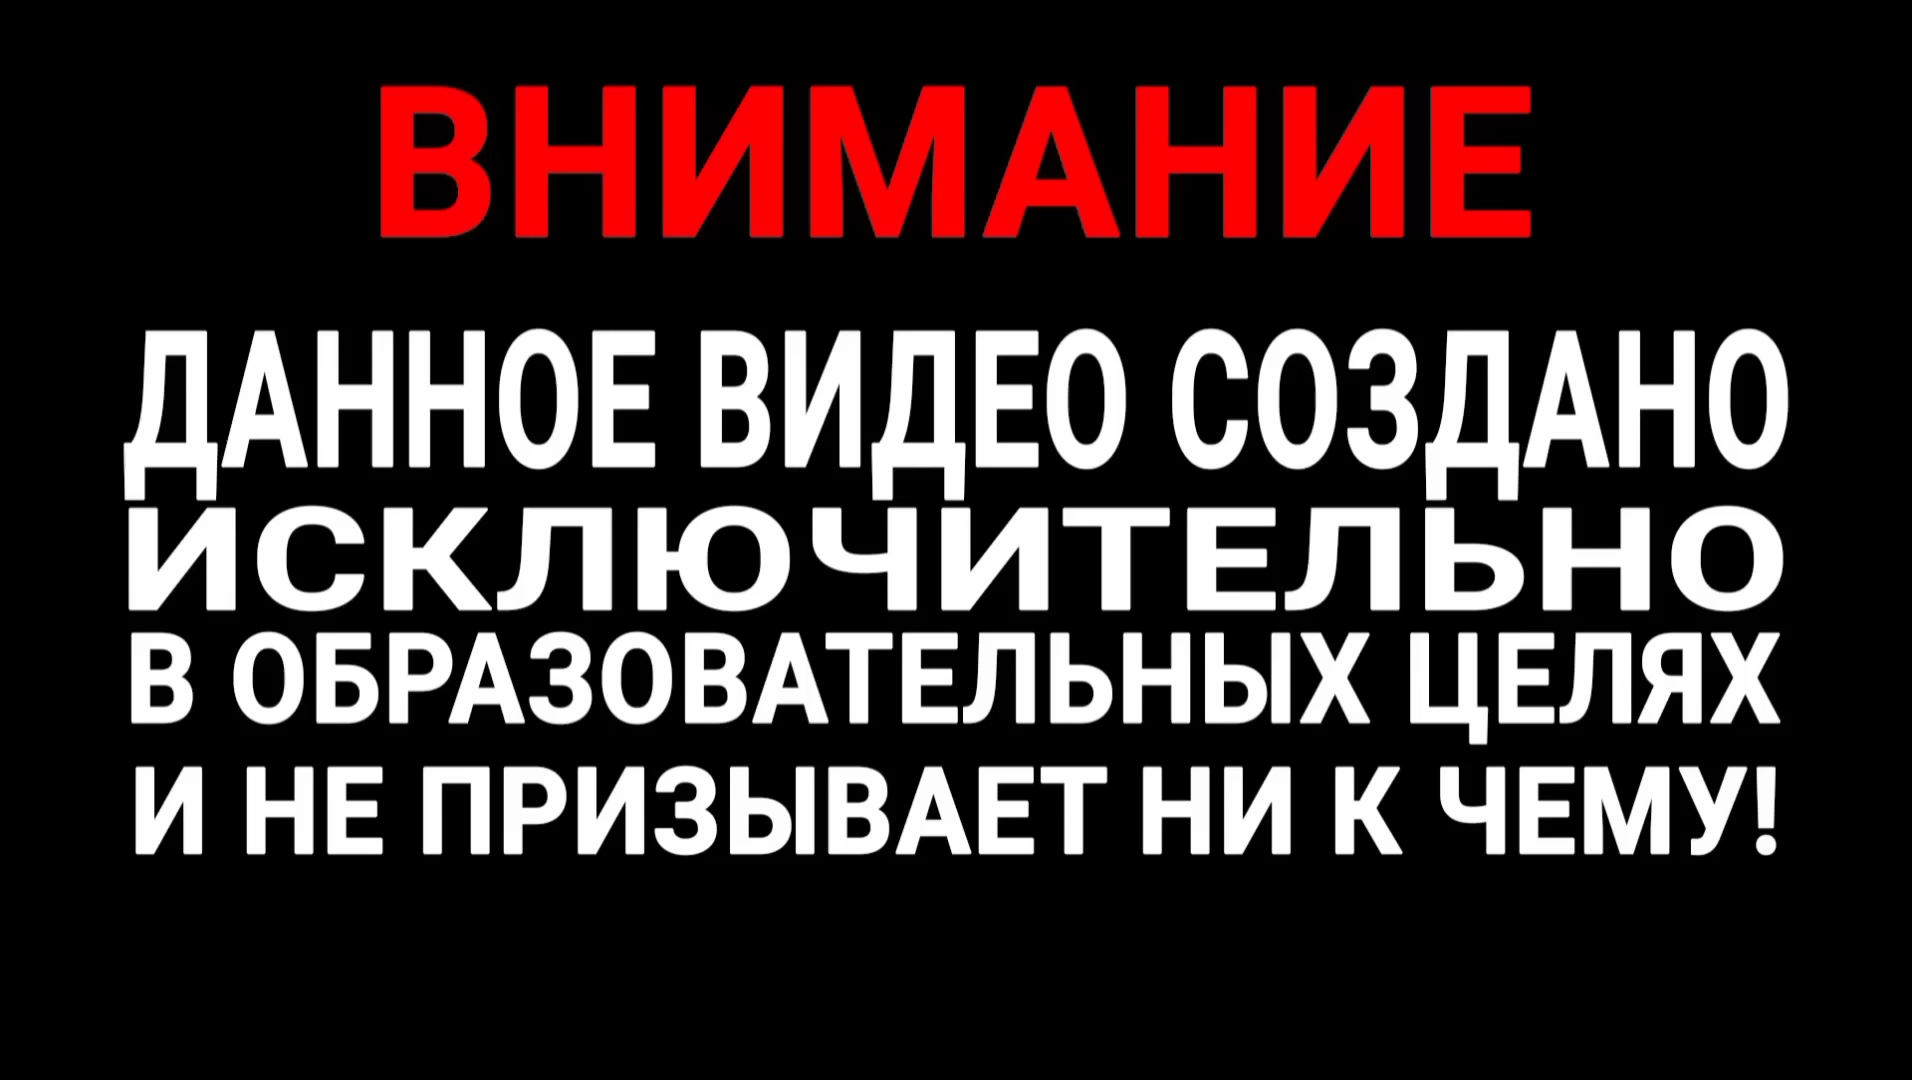 ВНИМАНИЕ
ДАННОЕ ВИДЕО СОЗДАНО
ИСКЛЮЧИТЕЛЬНО
В ОБРАЗОВАТЕЛЬНЫХ ЦЕЛЯХ
И НЕ ПРИЗЫВАЕТ НИ К ЧЕМУ!